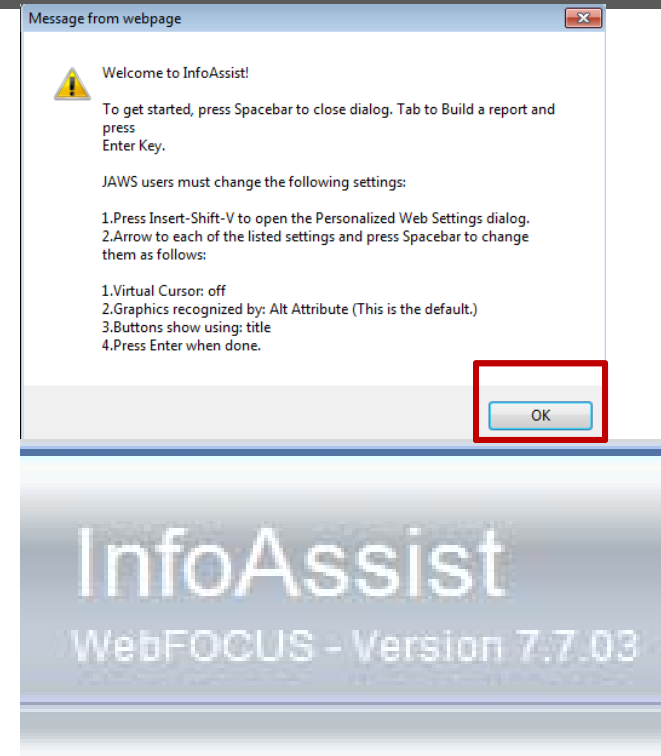 Message from webpage
Welcome to InfoAssist!
To get started, press Spacebar to close dialog. Tab to Build a report and
press
Enter Key.
JAWS users must change the following settings:
1.Press Insert-Shift-V to open the Personalized Web Settings dialog.
2.Arrow to each of the listed settings and press Spacebar to change
them as follows:
1.Virtual Cursor: off
2.Graphics recognized by: Alt Attribute (This is the default.)
3.Buttons show using: title
4.Press Enter when done.
OK
InfoAssist
WebFOCUS - Version 7.7.03